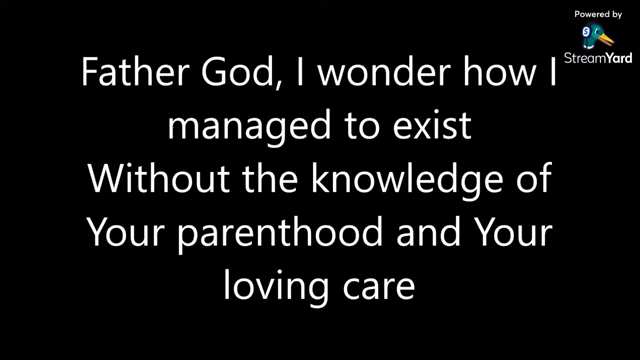 Powered by
StreamYard
Father God, I wonder how I
managed to exist
Without the knowledge of
Your parenthood and Your
loving care